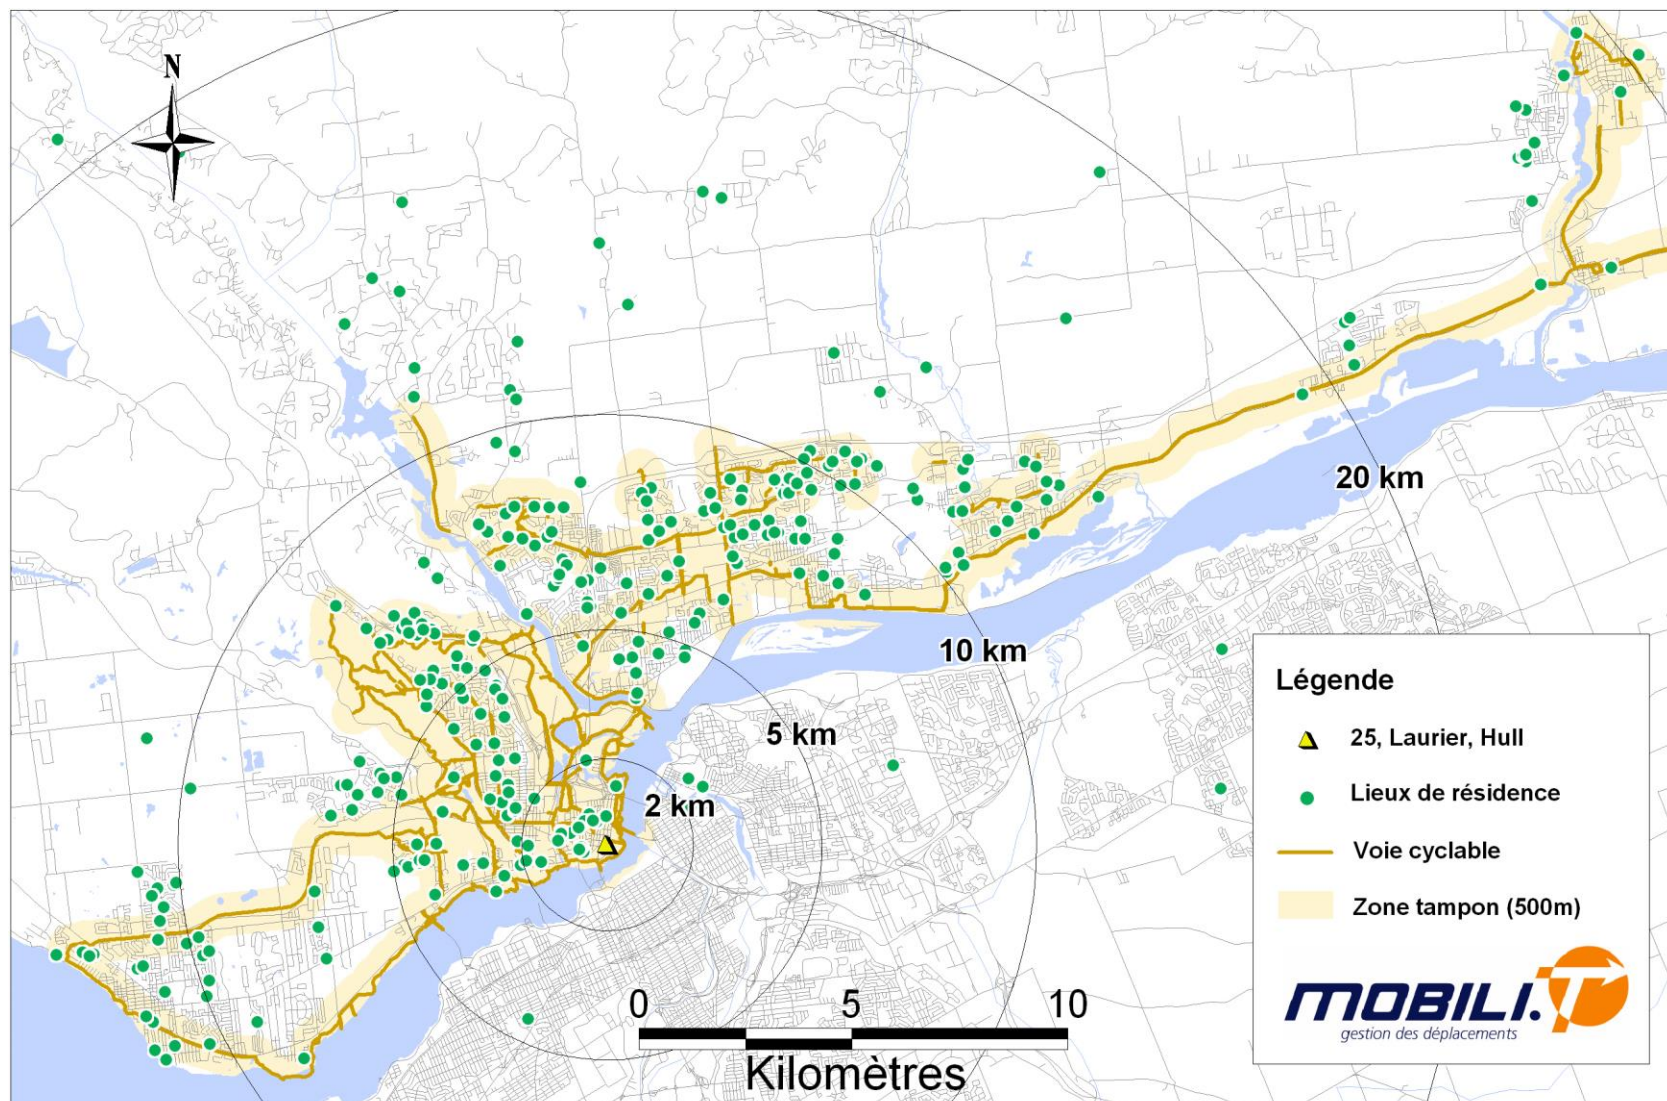 N
20 km
10 km
5 km
2 km
Légende
25, Laurier, Hull
Lieux de résidence
Voie cyclable
Zone tampon (500m)
MOBILI.T
gestion des déplacements
0 5 10
Kilomètres